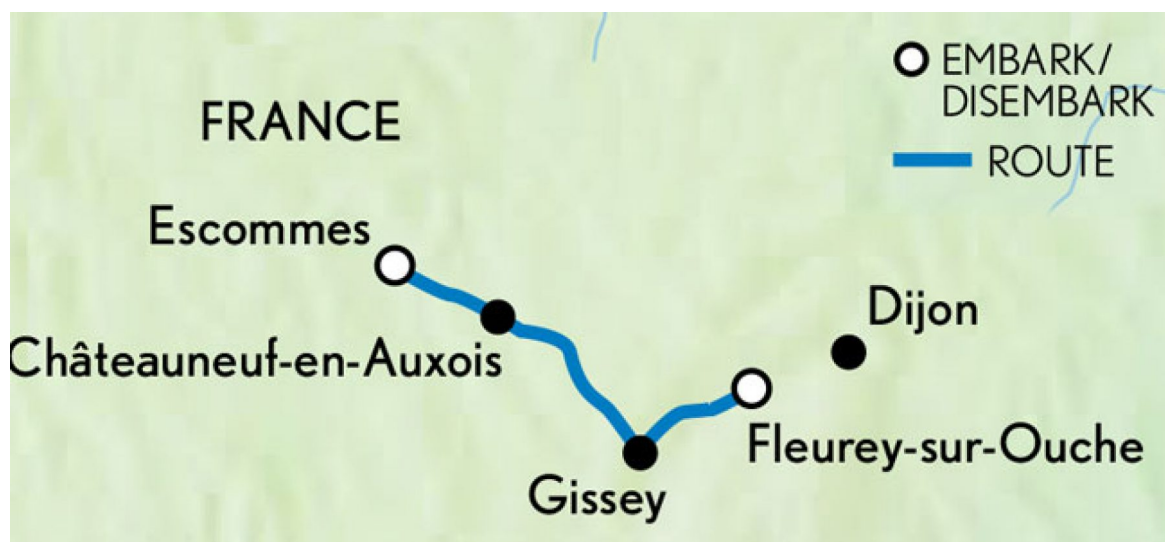 EMBARK/
DISEMBARK
ROUTE
FRANCE
Escommes
Châteauneuf-en-Auxois
Dijon
Fleurey-sur-Ouche
Gissey